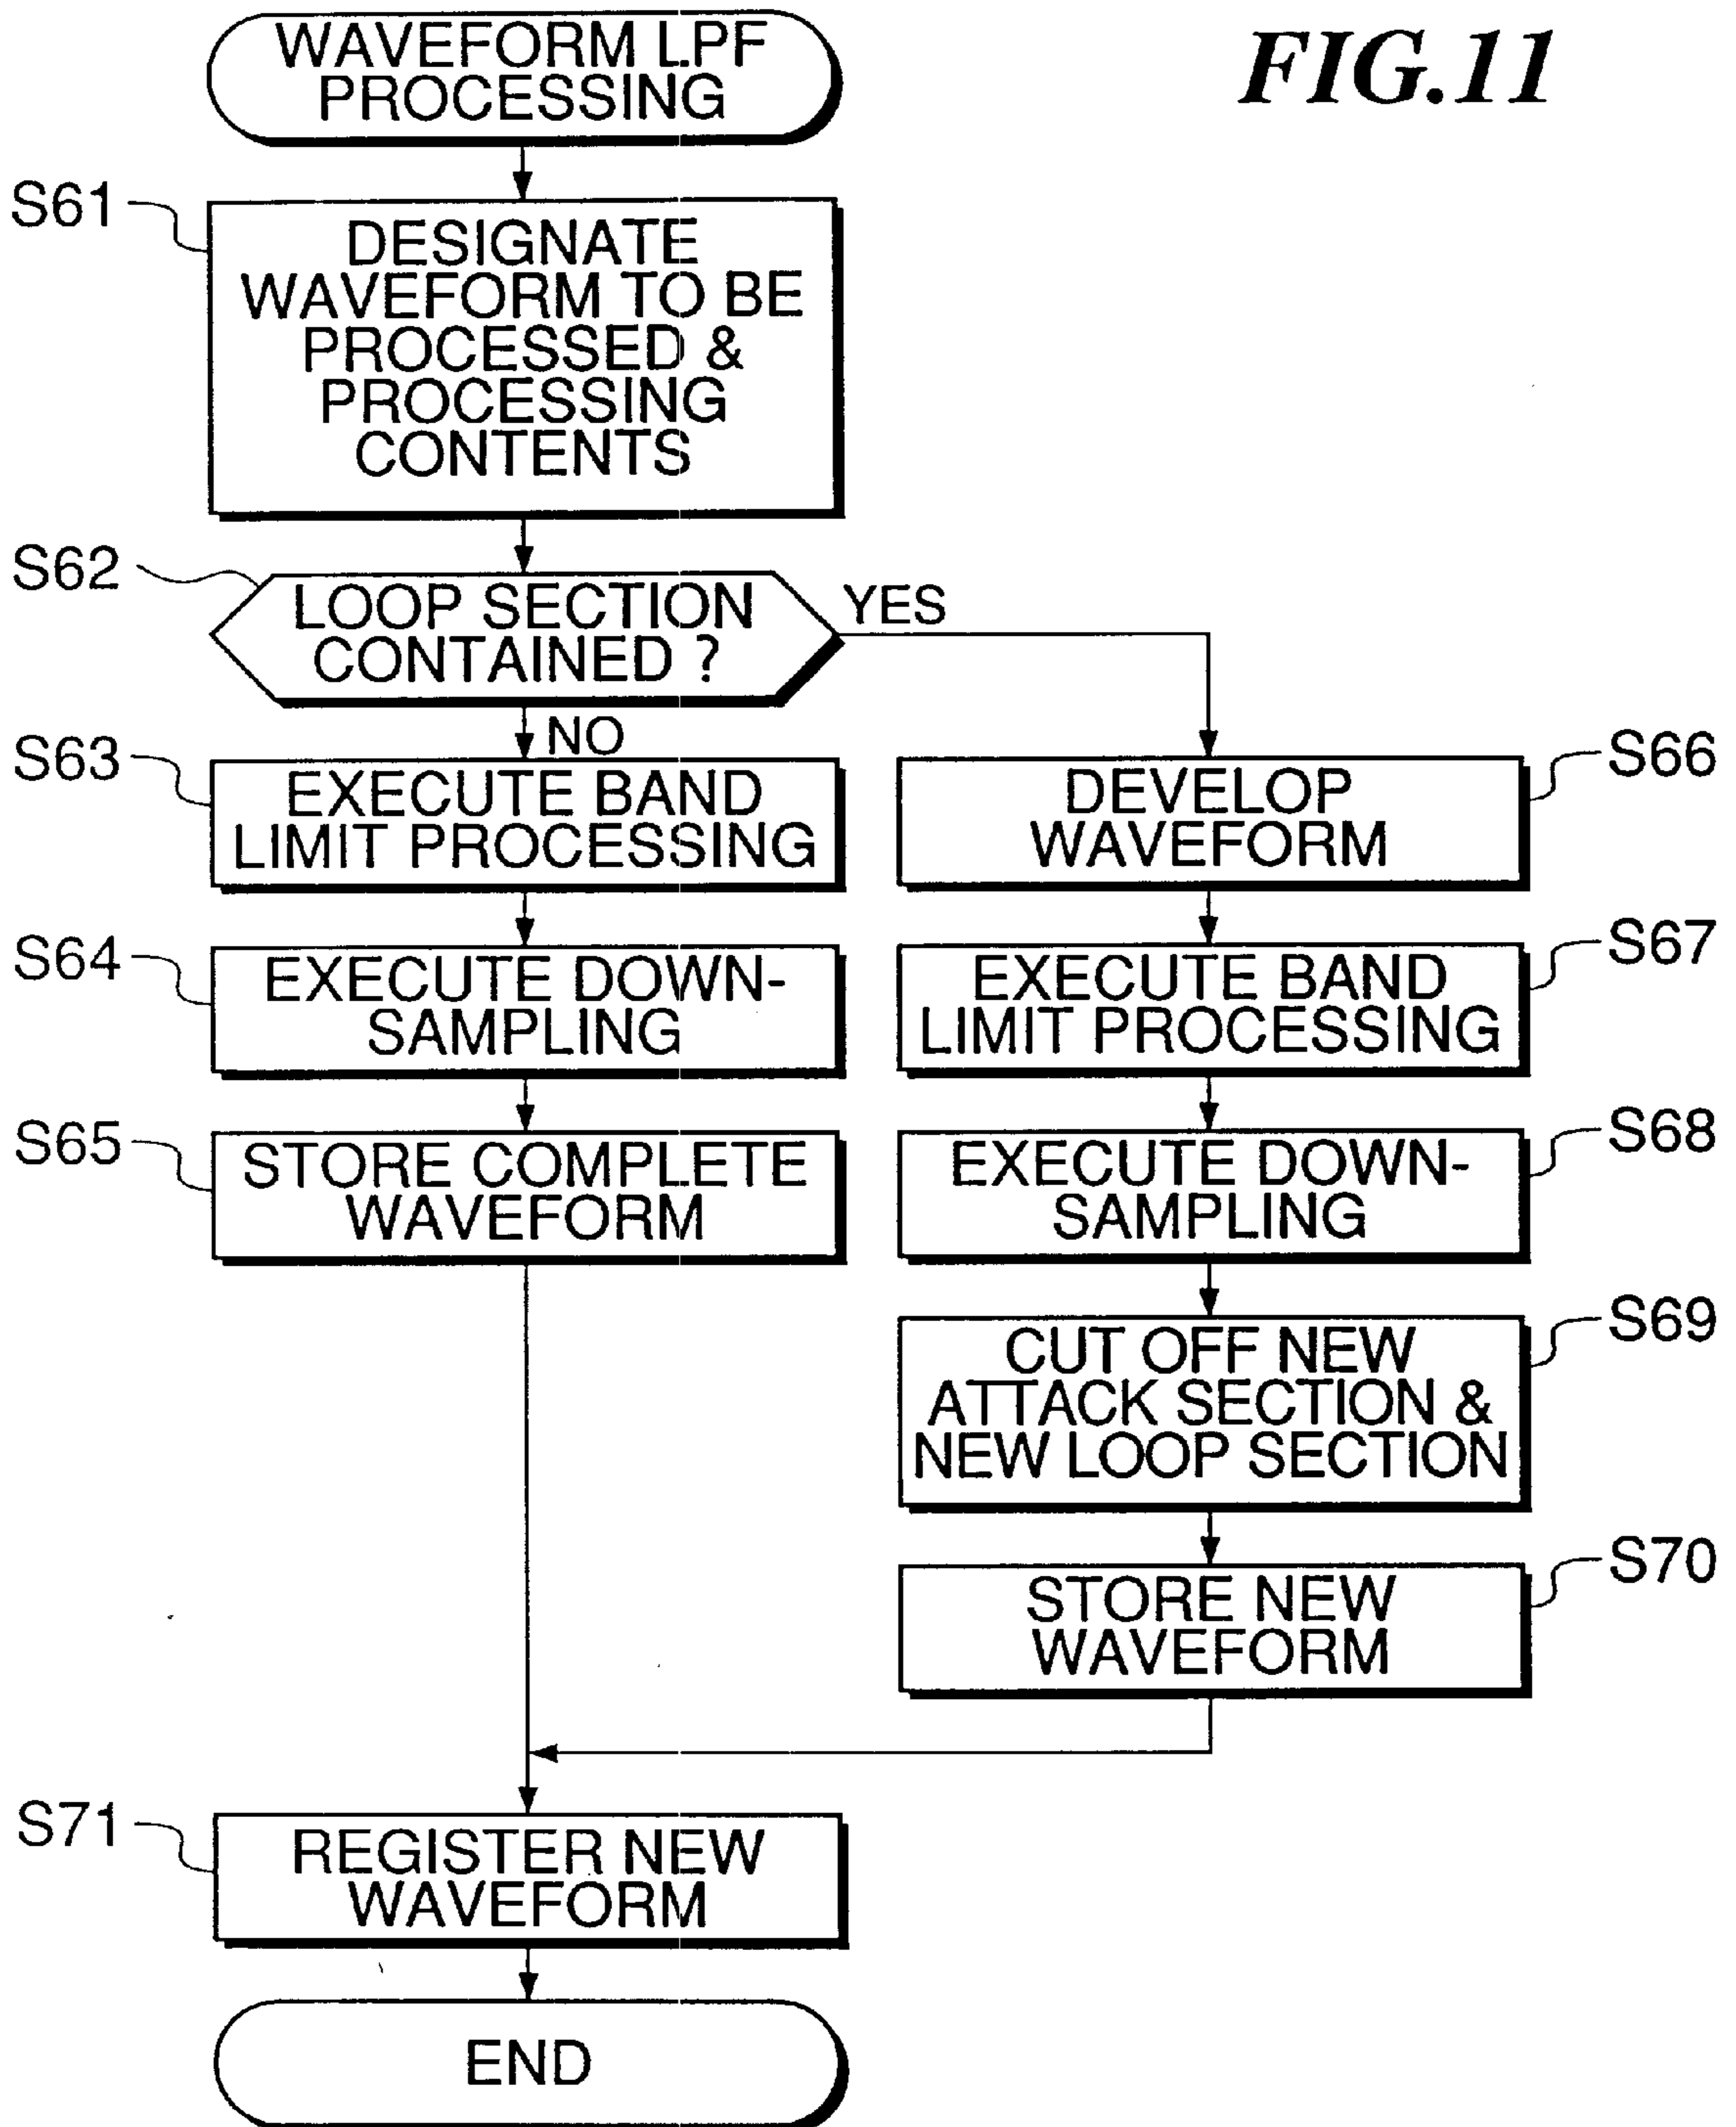 FIG.11
WAVEFORM LPF
PROCESSING
S61
DESIGNATE
WAVEFORM TO BE
PROCESSED &
PROCESSING
CONTENTS
S62
LOOP SECTION
CONTAINED ?
YES
NO
S63
EXECUTE BAND
LIMIT PROCESSING
S64
EXECUTE DOWN-
SAMPLING
S65
STORE COMPLETE
WAVEFORM
S66
DEVELOP
WAVEFORM
S67
EXECUTE BAND
LIMIT PROCESSING
S68
EXECUTE DOWN-
SAMPLING
S69
CUT OFF NEW
ATTACK SECTION &
NEW LOOP SECTION
S70
STORE NEW
WAVEFORM
S71
REGISTER NEW
WAVEFORM
END